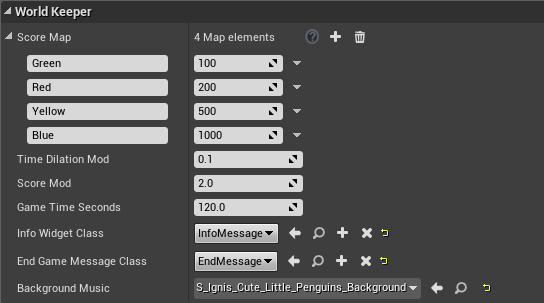 World Keeper
Score Map 4 Map elements
Green 100
Red 200
Yellow 500
Blue 1000
Time Dilation Mod 0.1
Score Mod 2.0
Game Time Seconds 120.0
Info Widget Class InfoMessage
End Game Message Class EndMessage
Background Music S_Ignis_Cute_Little_Penguins_Background